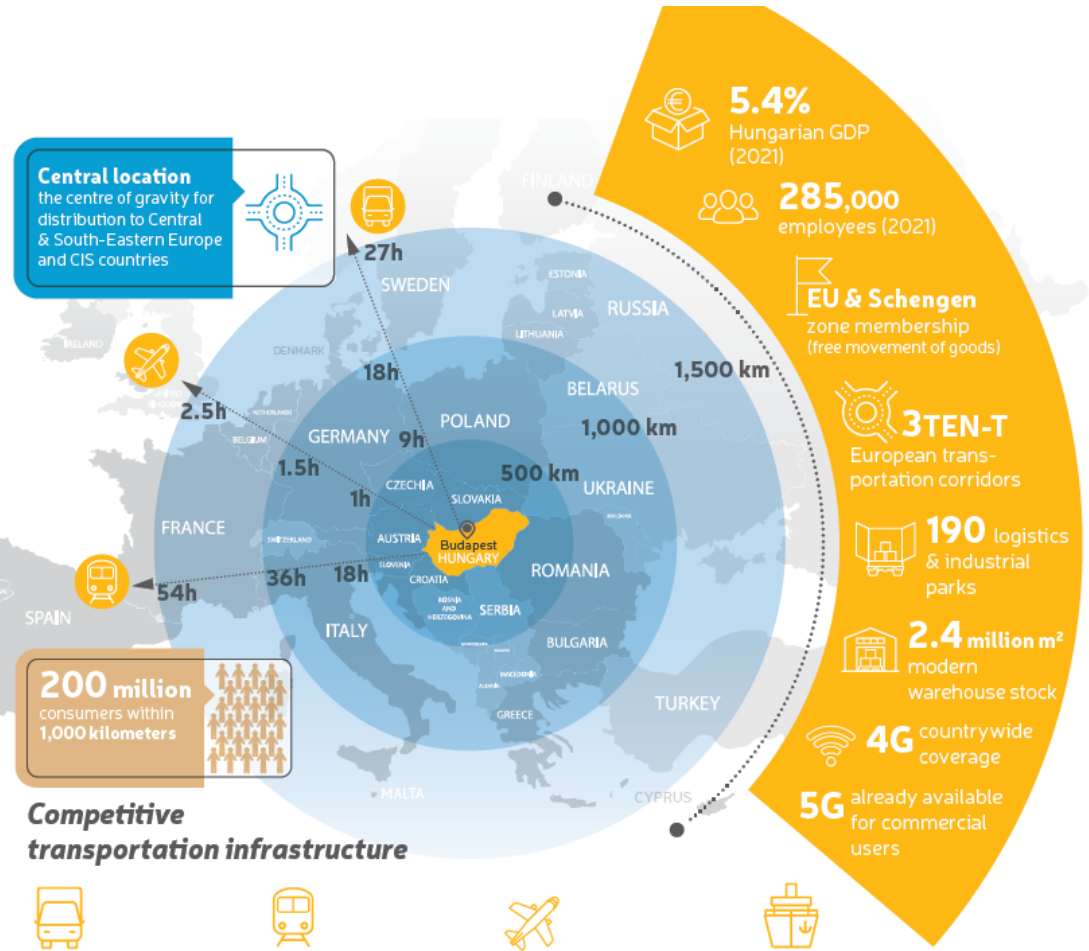 5.4%
Hungarian GDP
(2021)
285,000
employees (2021)
EU & Schengen
zone membership
(free movement of goods)
3 TEN-T
European trans-
portation corridors
190 logistics
& industrial
parks
2.4 million m²
modern
warehouse stock
4G countrywide
coverage
5G already available
for commercial
users
Central location
the centre of gravity for
distribution to Central
& South-Eastern Europe
and CIS countries
FINLAND
27h
SWEDEN
ESTONIA
RUSSIA
LATVIA
LITHUANIA
IRELAND
DENMARK
18h
1,500 km
UNITED
2.5h
NETHERLANDS
BELARUS
POLAND
1,000 km
BELGIUM
GERMANY
9h
1.5h
500 km
1h
CZECHIA
UKRAINE
SLOVAKIA
FRANCE
SWITZERLAND
AUSTRIA
Budapest
HUNGARY
SLOVENIA
ROMANIA
54h
36h
18h
CROATIA
BOSNIA
AND
HERZEGOVINA
SERBIA
SPAIN
ITALY
BULGARIA
MACEDONIA
ALBANIA
GREECE
TURKEY
MALTA
CYPRUS
200 million
consumers within
1,000 kilometers
Competitive
transportation infrastructure